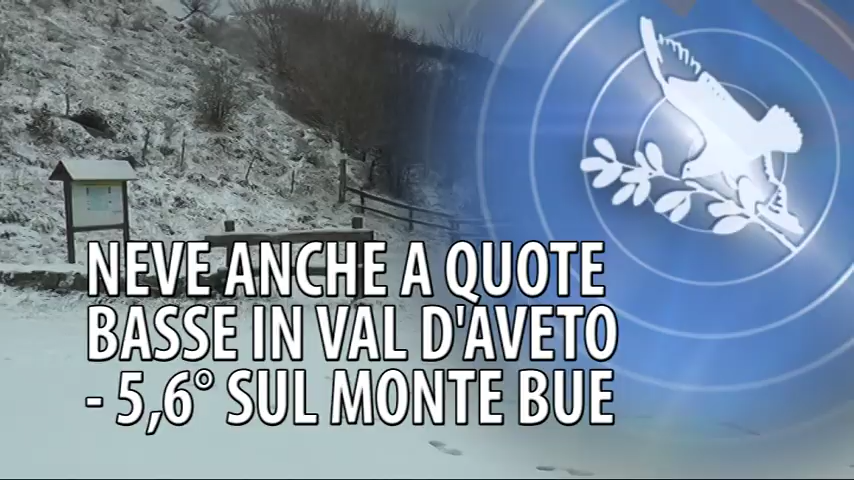 NEVE ANCHE A QUOTE
BASSE IN VAL D'AVETO
- 5,6° SUL MONTE BUE